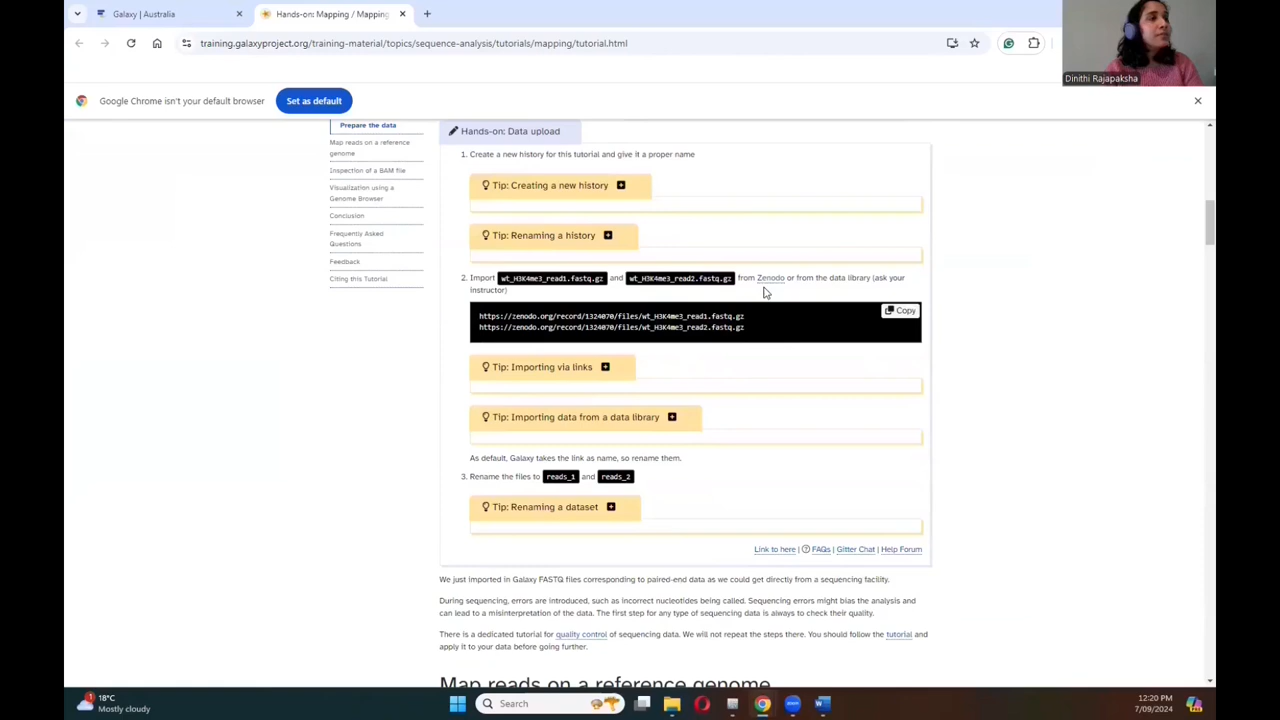 Galaxy | Australia
Hands-on: Mapping / Mapping
training.galaxyproject.org/training-material/topics/sequence-analysis/tutorials/mapping/tutorial.html
Dinithi Rajapaksha
Google Chrome isn't your default browser
Set as default
Prepare the data
Map reads on a reference
genome
Inspection of a BAM file
Visualization using a
Genome Browser
Conclusion
Frequently Asked
Questions
Feedback
Citing this Tutorial
Hands-on: Data upload
1. Create a new history for this tutorial and give it a proper name
Tip: Creating a new history
Tip: Renaming a history
2. Import wt_H3K4me3_read1.fastq.gz and wt_H3K4me3_read2.fastq.gz from Zenodo or from the data library (ask your
instructor)
Copy
https://zenodo.org/record/1324070/files/wt_H3K4me3_read1.fastq.gz
https://zenodo.org/record/1324070/files/wt_H3K4me3_read2.fastq.gz
Tip: Importing via links
Tip: Importing data from a data library
As default, Galaxy takes the link as name, so rename them.
3. Rename the files to reads_1 and reads_2
Tip: Renaming a dataset
Link to here | FAQs | Gitter Chat | Help Forum
We just imported in Galaxy FASTQ files corresponding to paired-end data as we could get directly from a sequencing facility.
During sequencing, errors are introduced, such as incorrect nucleotides being called. Sequencing errors might bias the analysis and
can lead to a misinterpretation of the data. The first step for any type of sequencing data is always to check their quality.
There is a dedicated tutorial for quality control of sequencing data. We will not repeat the steps there. You should follow the tutorial and
apply it to your data before going further.
Map reads on a reference genome
1
18°C
Mostly cloudy
Search
12:20 PM
7/09/2024